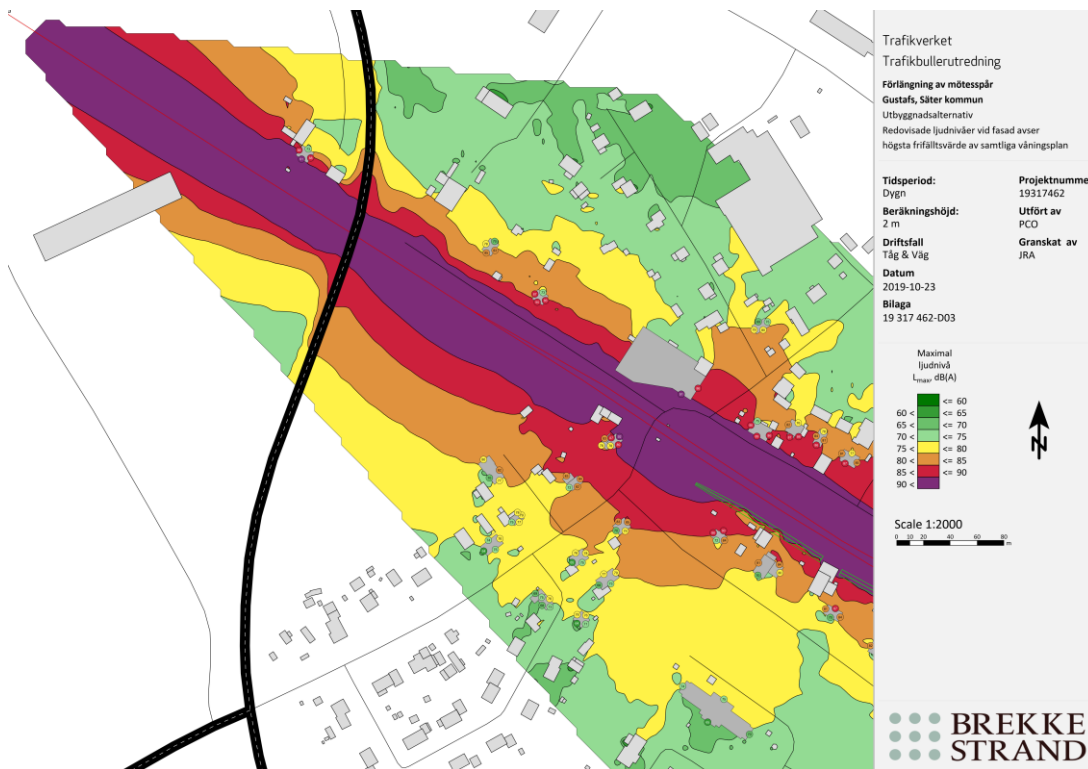 Trafikverket
Trafikbullerutredning
Förlängning av mötesspår
Gustafs, Säter kommun
Utbyggnadsalternativ
Redovisade ljudnivåer vid fasad avser
högsta frifältsvärde av samtliga våningsplan
Tidsperiod: Projektnumme
Dygn 19317462
Beräkningshöjd: Utfört av
2 m PCO
Driftsfall Granskat av
Tåg & Väg JRA
Datum
2019-10-23
Bilaga
19 317 462-D03
Maximal
ljudnivå
Lmax, dB(A)
<= 60
60 < <= 65
65 < <= 70
70 < <= 75
75 < <= 80
80 < <= 85
85 < <= 90
90 <
N
Scale 1:2000
0 10 20 40 60 80
m
BREKKE
STRAND